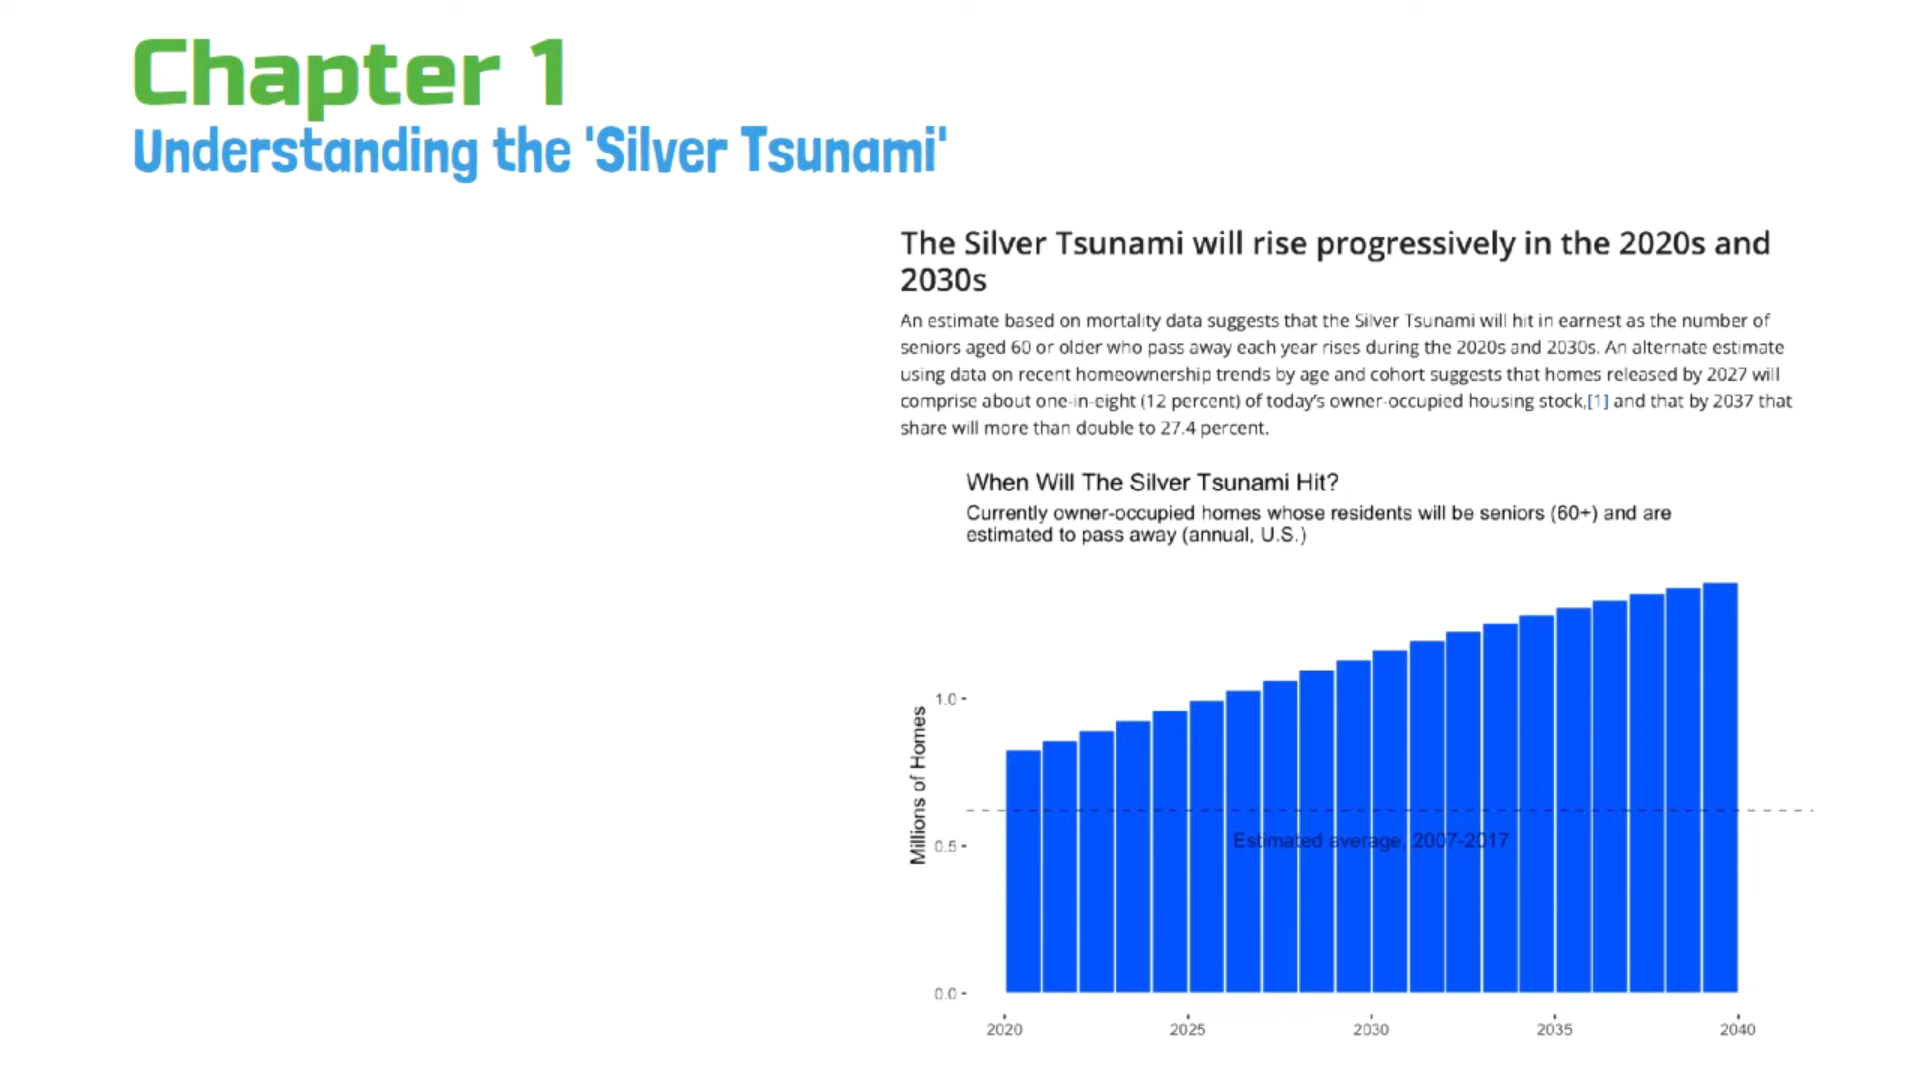 Chapter 1
Understanding the 'Silver Tsunami'
The Silver Tsunami will rise progressively in the 2020s and
2030s
An estimate based on mortality data suggests that the Silver Tsunami will hit in earnest as the number of
seniors aged 60 or older who pass away each year rises during the 2020s and 2030s. An alternate estimate
using data on recent homeownership trends by age and cohort suggests that homes released by 2027 will
comprise about one-in-eight (12 percent) of today's owner-occupied housing stock,[1] and that by 2037 that
share will more than double to 27.4 percent.
When Will The Silver Tsunami Hit?
Currently owner-occupied homes whose residents will be seniors (60+) and are
estimated to pass away (annual, U.S.)
Millions of Homes
1.0
0.5
0.0
Estimated average, 2007-2017
2020 2025 2030 2035 2040